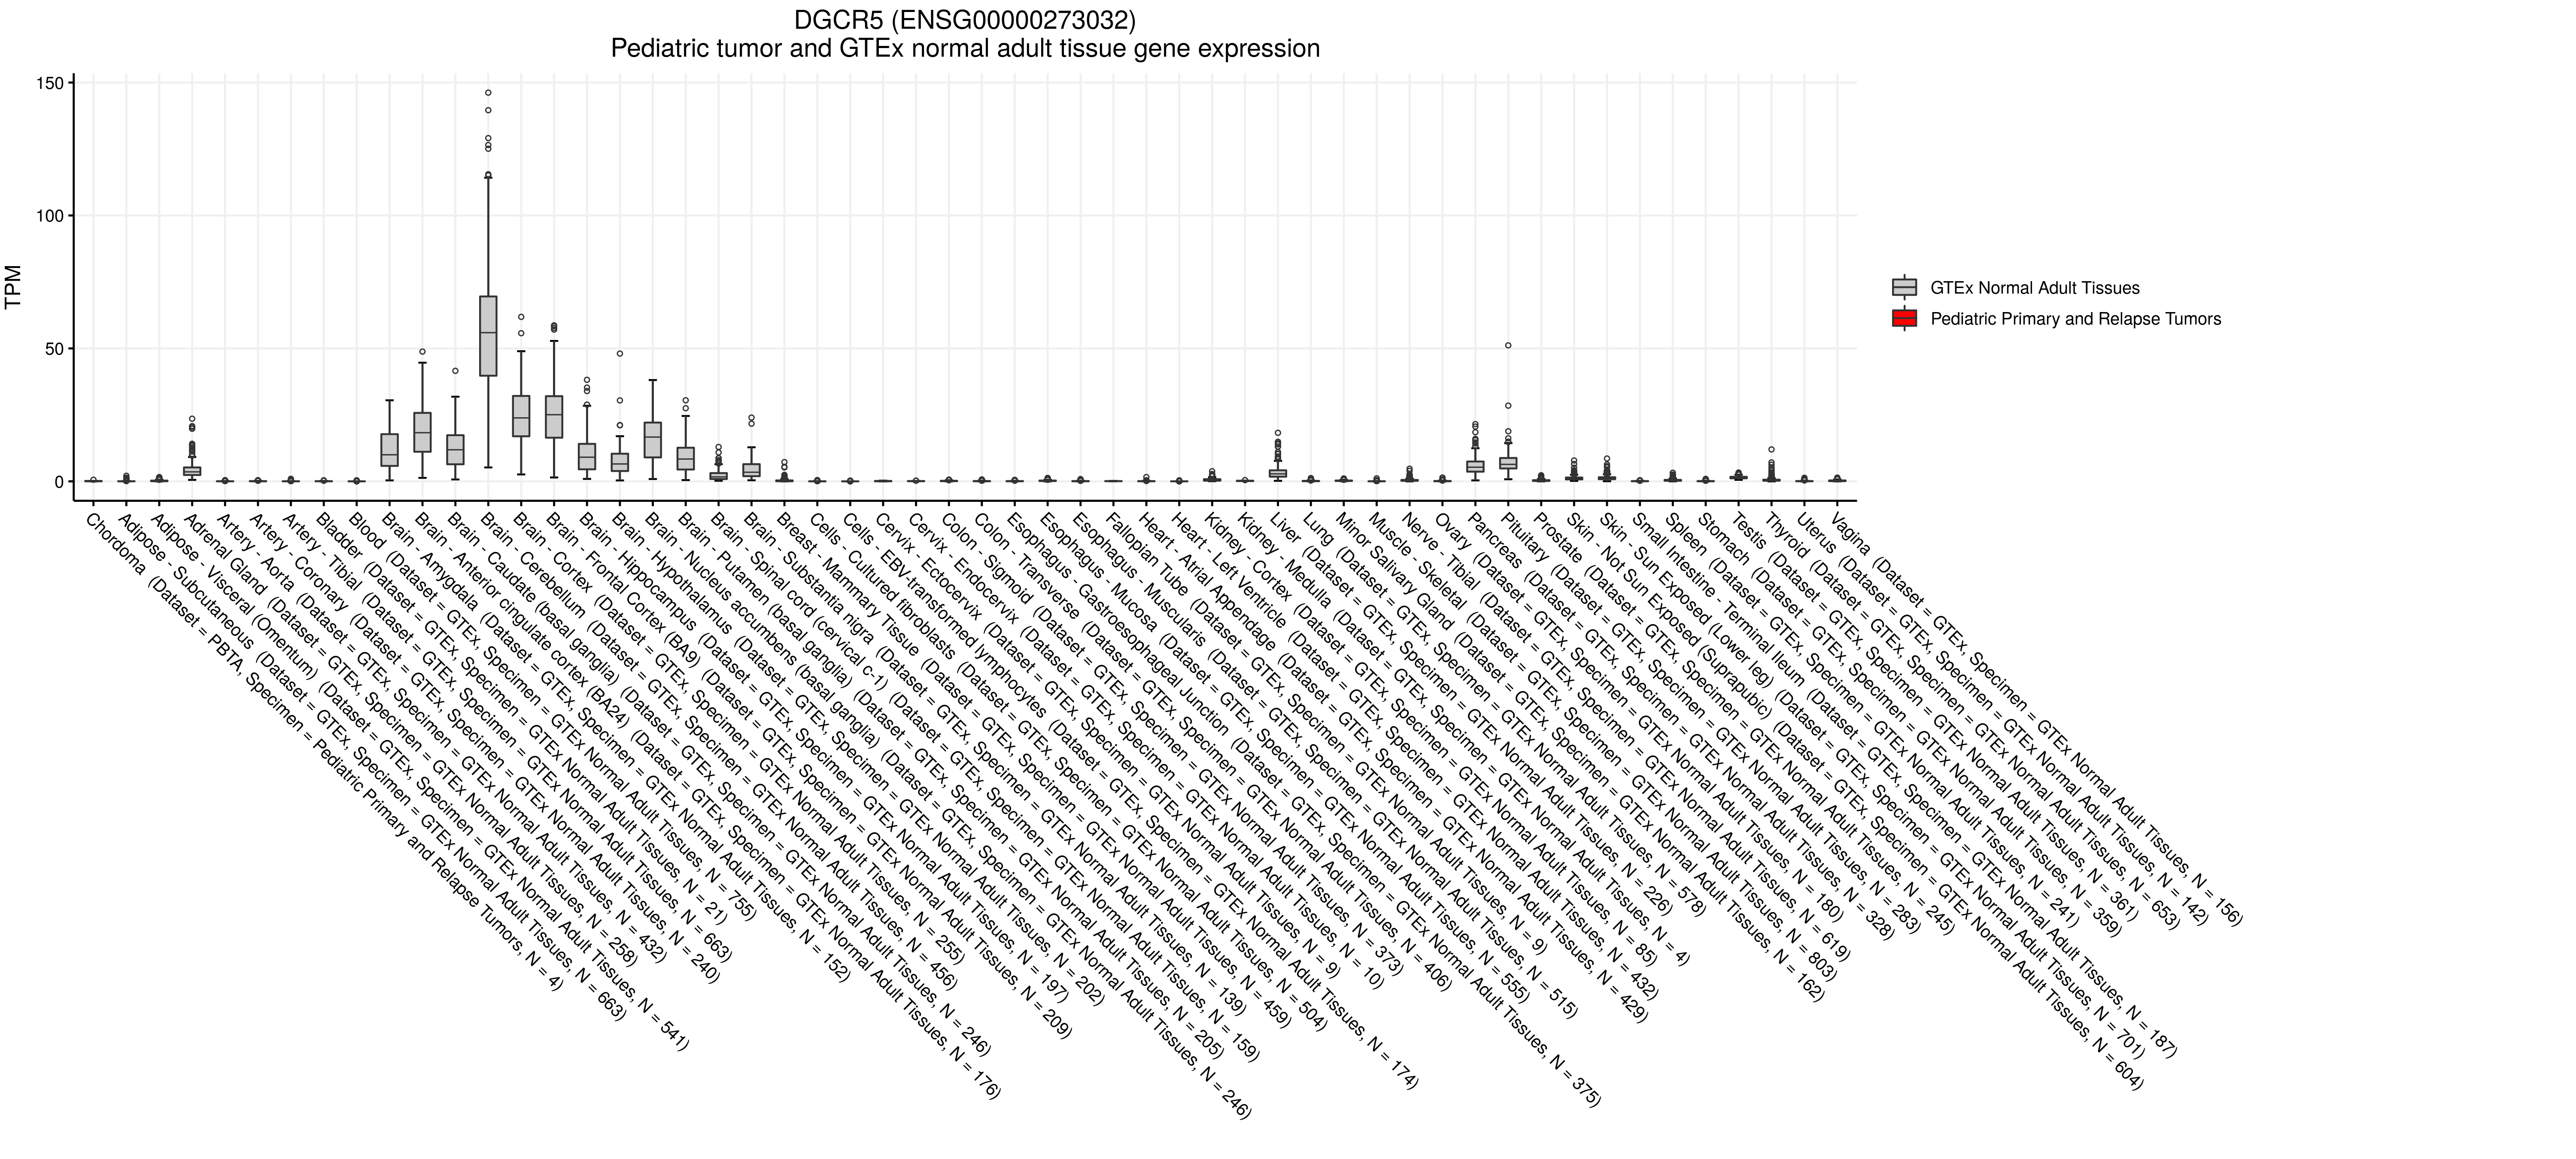 DGCR5 (ENSG00000273032)
Pediatric tumor and GTEx normal adult tissue gene expression
TPM
150
100
50
0
GTEx Normal Adult Tissues
Pediatric Primary and Relapse Tumors
Chordoma (Dataset = PBTA, Specimen = Pediatric Primary and Relapse Tumors, N = 4)
Adipose - Subcutaneous (Dataset = GTEx, Specimen = GTEx Normal Adult Tissues, N = 663)
Adipose - Visceral (Omentum) (Dataset = GTEx, Specimen = GTEx Normal Adult Tissues, N = 541)
Adrenal Gland (Dataset = GTEx, Specimen = GTEx Normal Adult Tissues, N = 258)
Artery - Aorta (Dataset = GTEx, Specimen = GTEx Normal Adult Tissues, N = 432)
Artery - Coronary (Dataset = GTEx, Specimen = GTEx Normal Adult Tissues, N = 240)
Artery - Tibial (Dataset = GTEx, Specimen = GTEx Normal Adult Tissues, N = 663)
Bladder (Dataset = GTEx, Specimen = GTEx Normal Adult Tissues, N = 21)
Blood (Dataset = GTEx, Specimen = GTEx Normal Adult Tissues, N = 755)
Brain - Amygdala (Dataset = GTEx, Specimen = GTEx Normal Adult Tissues, N = 152)
Brain - Anterior cingulate cortex (BA24) (Dataset = GTEx, Specimen = GTEx Normal Adult Tissues, N = 176)
Brain - Caudate (basal ganglia) (Dataset = GTEx, Specimen = GTEx Normal Adult Tissues, N = 246)
Brain - Cerebellum (Dataset = GTEx, Specimen = GTEx Normal Adult Tissues, N = 456)
Brain - Cortex (Dataset = GTEx, Specimen = GTEx Normal Adult Tissues, N = 255)
Brain - Frontal Cortex (BA9) (Dataset = GTEx, Specimen = GTEx Normal Adult Tissues, N = 209)
Brain - Hippocampus (Dataset = GTEx, Specimen = GTEx Normal Adult Tissues, N = 197)
Brain - Hypothalamus (Dataset = GTEx, Specimen = GTEx Normal Adult Tissues, N = 202)
Brain - Nucleus accumbens (basal ganglia) (Dataset = GTEx, Specimen = GTEx Normal Adult Tissues, N = 246)
Brain - Putamen (basal ganglia) (Dataset = GTEx, Specimen = GTEx Normal Adult Tissues, N = 205)
Brain - Spinal cord (cervical c-1) (Dataset = GTEx, Specimen = GTEx Normal Adult Tissues, N = 159)
Brain - Substantia nigra (Dataset = GTEx, Specimen = GTEx Normal Adult Tissues, N = 139)
Breast - Mammary Tissue (Dataset = GTEx, Specimen = GTEx Normal Adult Tissues, N = 459)
Cells - Cultured fibroblasts (Dataset = GTEx, Specimen = GTEx Normal Adult Tissues, N = 504)
Cells - EBV-transformed lymphocytes (Dataset = GTEx, Specimen = GTEx Normal Adult Tissues, N = 174)
Cervix - Ectocervix (Dataset = GTEx, Specimen = GTEx Normal Adult Tissues, N = 9)
Cervix - Endocervix (Dataset = GTEx, Specimen = GTEx Normal Adult Tissues, N = 10)
Colon - Sigmoid (Dataset = GTEx, Specimen = GTEx Normal Adult Tissues, N = 373)
Colon - Transverse (Dataset = GTEx, Specimen = GTEx Normal Adult Tissues, N = 406)
Esophagus - Gastroesophageal Junction (Dataset = GTEx, Specimen = GTEx Normal Adult Tissues, N = 375)
Esophagus - Mucosa (Dataset = GTEx, Specimen = GTEx Normal Adult Tissues, N = 555)
Esophagus - Muscularis (Dataset = GTEx, Specimen = GTEx Normal Adult Tissues, N = 515)
Fallopian Tube (Dataset = GTEx, Specimen = GTEx Normal Adult Tissues, N = 9)
Heart - Atrial Appendage (Dataset = GTEx, Specimen = GTEx Normal Adult Tissues, N = 429)
Heart - Left Ventricle (Dataset = GTEx, Specimen = GTEx Normal Adult Tissues, N = 432)
Kidney - Cortex (Dataset = GTEx, Specimen = GTEx Normal Adult Tissues, N = 85)
Kidney - Medulla (Dataset = GTEx, Specimen = GTEx Normal Adult Tissues, N = 4)
Liver (Dataset = GTEx, Specimen = GTEx Normal Adult Tissues, N = 226)
Lung (Dataset = GTEx, Specimen = GTEx Normal Adult Tissues, N = 578)
Minor Salivary Gland (Dataset = GTEx, Specimen = GTEx Normal Adult Tissues, N = 162)
Muscle - Skeletal (Dataset = GTEx, Specimen = GTEx Normal Adult Tissues, N = 803)
Nerve - Tibial (Dataset = GTEx, Specimen = GTEx Normal Adult Tissues, N = 619)
Ovary (Dataset = GTEx, Specimen = GTEx Normal Adult Tissues, N = 180)
Pancreas (Dataset = GTEx, Specimen = GTEx Normal Adult Tissues, N = 328)
Pituitary (Dataset = GTEx, Specimen = GTEx Normal Adult Tissues, N = 283)
Prostate (Dataset = GTEx, Specimen = GTEx Normal Adult Tissues, N = 245)
Skin - Not Sun Exposed (Suprapubic) (Dataset = GTEx, Specimen = GTEx Normal Adult Tissues, N = 604)
Skin - Sun Exposed (Lower leg) (Dataset = GTEx, Specimen = GTEx Normal Adult Tissues, N = 701)
Small Intestine - Terminal Ileum (Dataset = GTEx, Specimen = GTEx Normal Adult Tissues, N = 187)
Spleen (Dataset = GTEx, Specimen = GTEx Normal Adult Tissues, N = 241)
Stomach (Dataset = GTEx, Specimen = GTEx Normal Adult Tissues, N = 359)
Testis (Dataset = GTEx, Specimen = GTEx Normal Adult Tissues, N = 361)
Thyroid (Dataset = GTEx, Specimen = GTEx Normal Adult Tissues, N = 653)
Uterus (Dataset = GTEx, Specimen = GTEx Normal Adult Tissues, N = 142)
Vagina (Dataset = GTEx, Specimen = GTEx Normal Adult Tissues, N = 156)